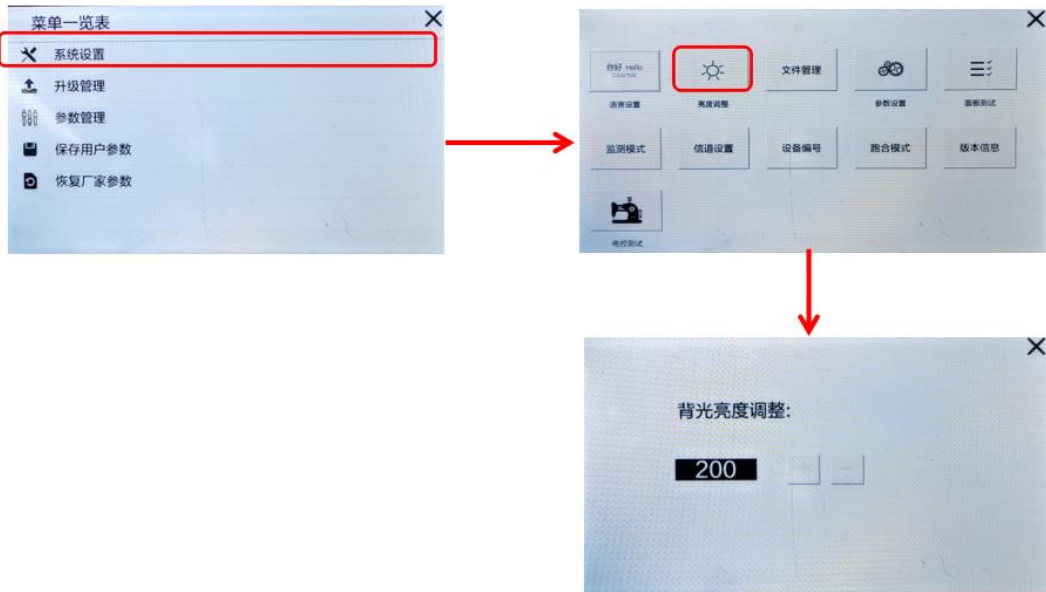 菜单一览表
系统设置
升级管理
参数管理
保存用户参数
恢复厂家参数
你好 Hello
文件管理
语言设置
亮度调整
参数设置
面板测试
监测模式
信道设置
设备编号
跑合模式
版本信息
电控测试
背光亮度调整:
200